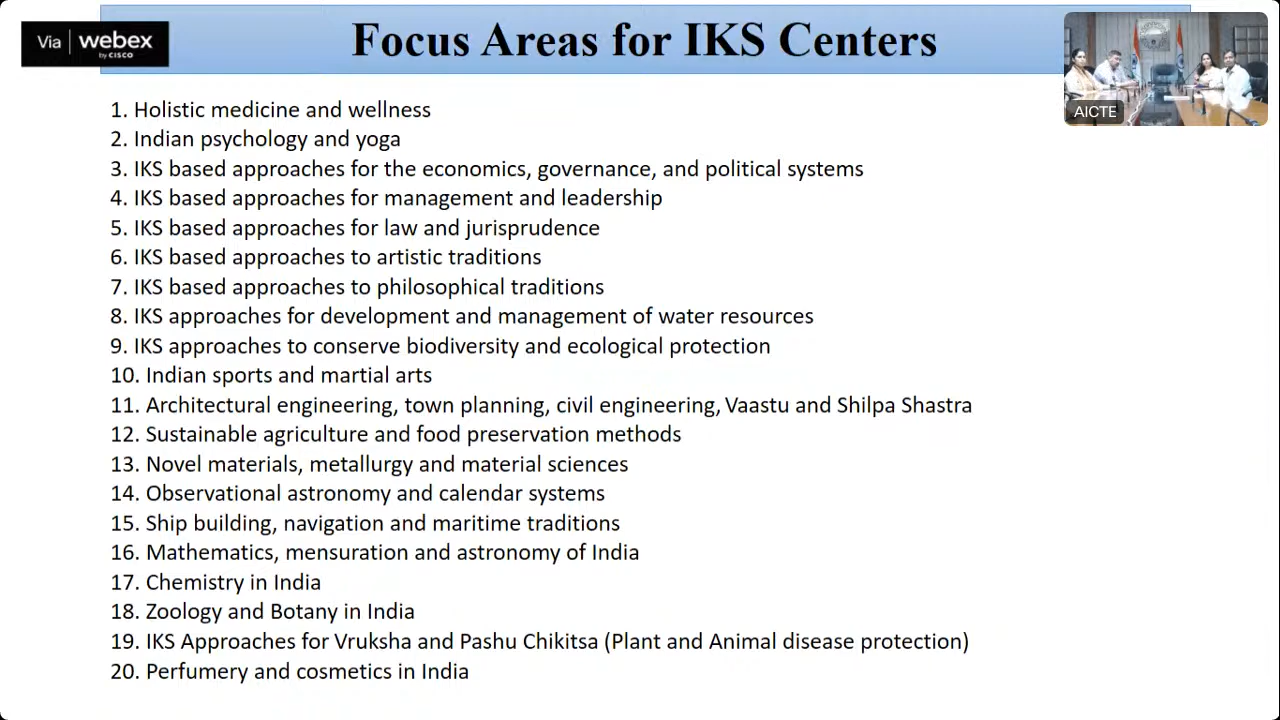 Via | webex
by CISCO
Focus Areas for IKS Centers
AICTE
1. Holistic medicine and wellness
2. Indian psychology and yoga
3. IKS based approaches for the economics, governance, and political systems
4. IKS based approaches for management and leadership
5. IKS based approaches for law and jurisprudence
6. IKS based approaches to artistic traditions
7. IKS based approaches to philosophical traditions
8. IKS approaches for development and management of water resources
9. IKS approaches to conserve biodiversity and ecological protection
10. Indian sports and martial arts
11. Architectural engineering, town planning, civil engineering, Vaastu and Shilpa Shastra
12. Sustainable agriculture and food preservation methods
13. Novel materials, metallurgy and material sciences
14. Observational astronomy and calendar systems
15. Ship building, navigation and maritime traditions
16. Mathematics, mensuration and astronomy of India
17. Chemistry in India
18. Zoology and Botany in India
19. IKS Approaches for Vruksha and Pashu Chikitsa (Plant and Animal disease protection)
20. Perfumery and cosmetics in India